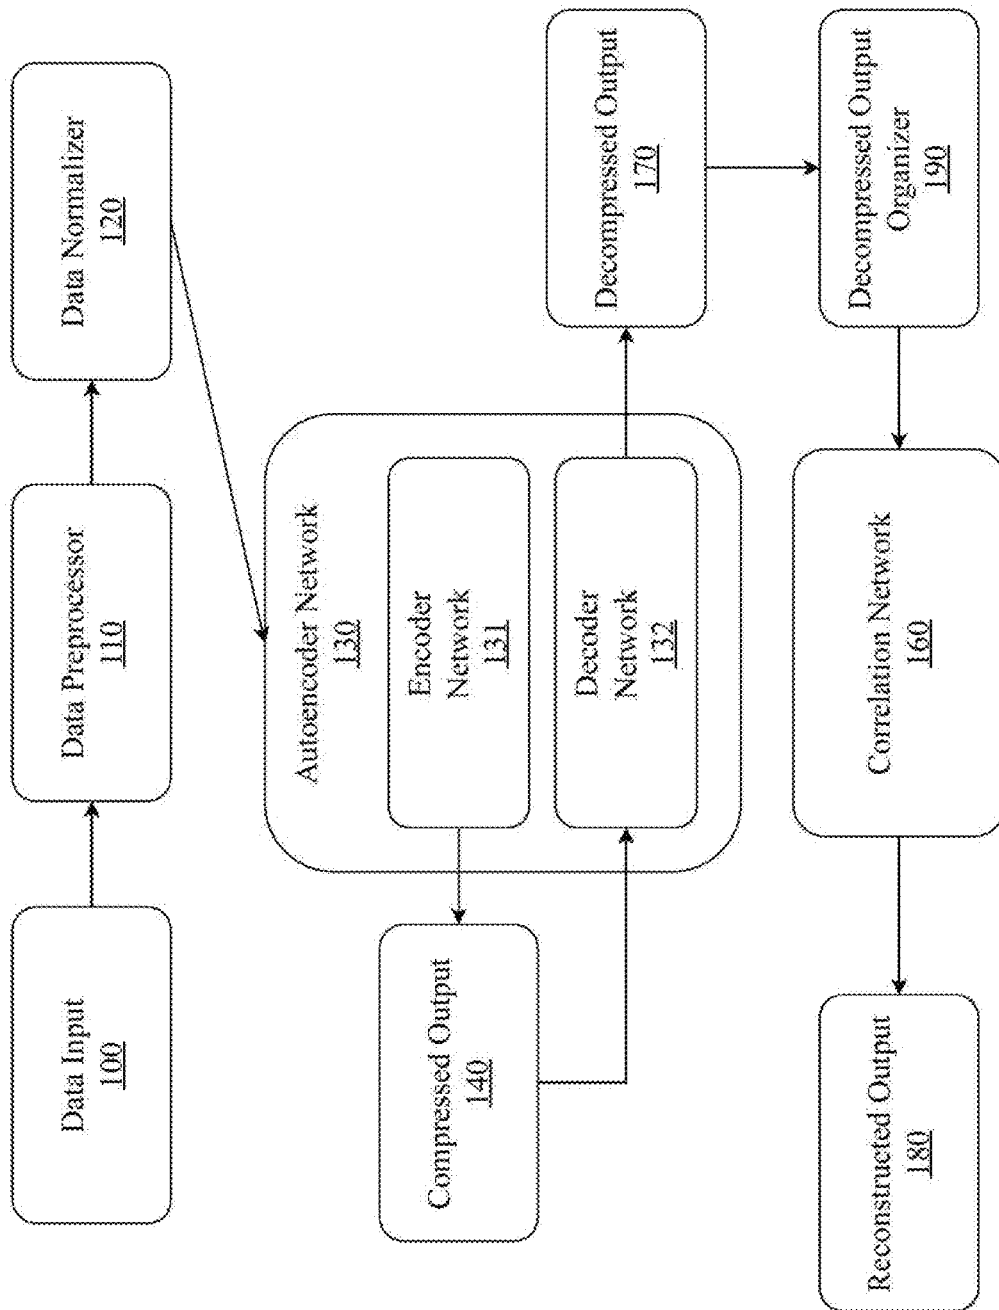 Data Input
100
Data Preprocessor
110
Data Normalizer
120
Autoencoder Network
130
Encoder
Network
131
Decoder
Network
132
Compressed Output
140
Decompressed Output
170
Decompressed Output
Organizer
190
Correlation Network
160
Reconstructed Output
180